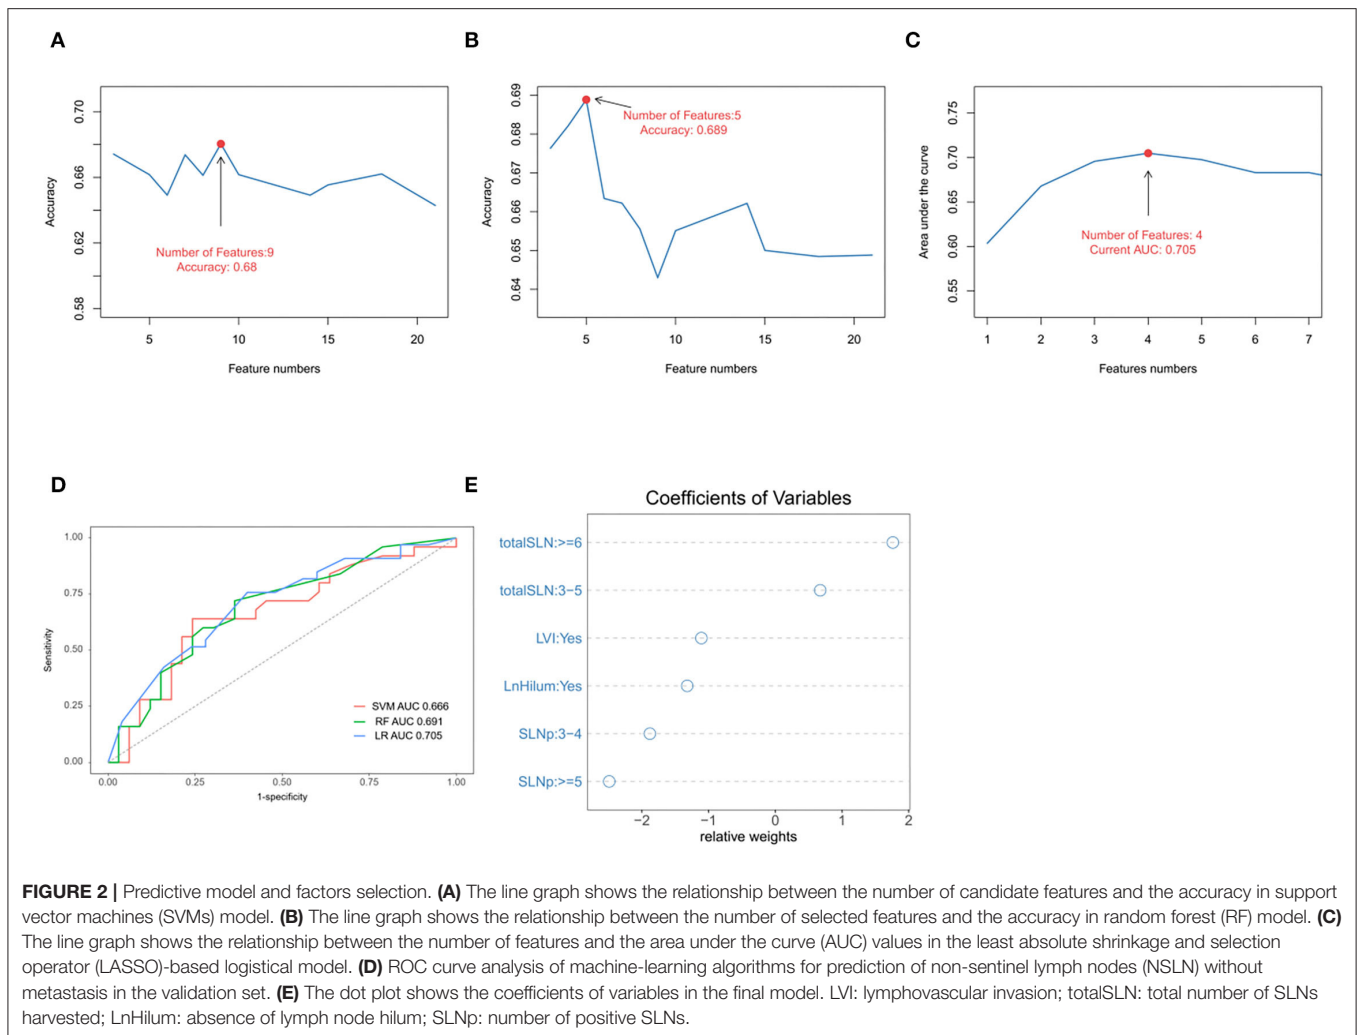 A
0.70
0.66
0.62
0.58
Accuracy
Number of Features:9
Accuracy: 0.68
5
10
15
20
Feature numbers
B
0.69
0.68
0.67
0.66
0.65
0.64
Accuracy
Number of Features:5
Accuracy: 0.689
5
10
15
20
Feature numbers
C
0.75
0.70
0.65
0.60
0.55
Area under the curve
Number of Features: 4
Current AUC: 0.705
1
2
3
4
5
6
7
Features numbers
D
1.00
0.75
0.50
0.25
0.00
Sensitivity
SVM AUC 0.666
RF AUC 0.691
LR AUC 0.705
0.00
0.25
0.50
0.75
1.00
1-specificity
E
Coefficients of Variables
totalSLN:>=6
totalSLN:3−5
LVI:Yes
LnHilum:Yes
SLNp:3−4
SLNp:>=5
−2
−1
0
1
2
relative weights
FIGURE 2 | Predictive model and factors selection. (A) The line graph shows the relationship between the number of candidate features and the accuracy in support
vector machines (SVMs) model. (B) The line graph shows the relationship between the number of selected features and the accuracy in random forest (RF) model. (C)
The line graph shows the relationship between the number of features and the area under the curve (AUC) values in the least absolute shrinkage and selection
operator (LASSO)-based logistical model. (D) ROC curve analysis of machine-learning algorithms for prediction of non-sentinel lymph nodes (NSLN) without
metastasis in the validation set. (E) The dot plot shows the coefficients of variables in the final model. LVI: lymphovascular invasion; totalSLN: total number of SLNs
harvested; LnHilum: absence of lymph node hilum; SLNp: number of positive SLNs.